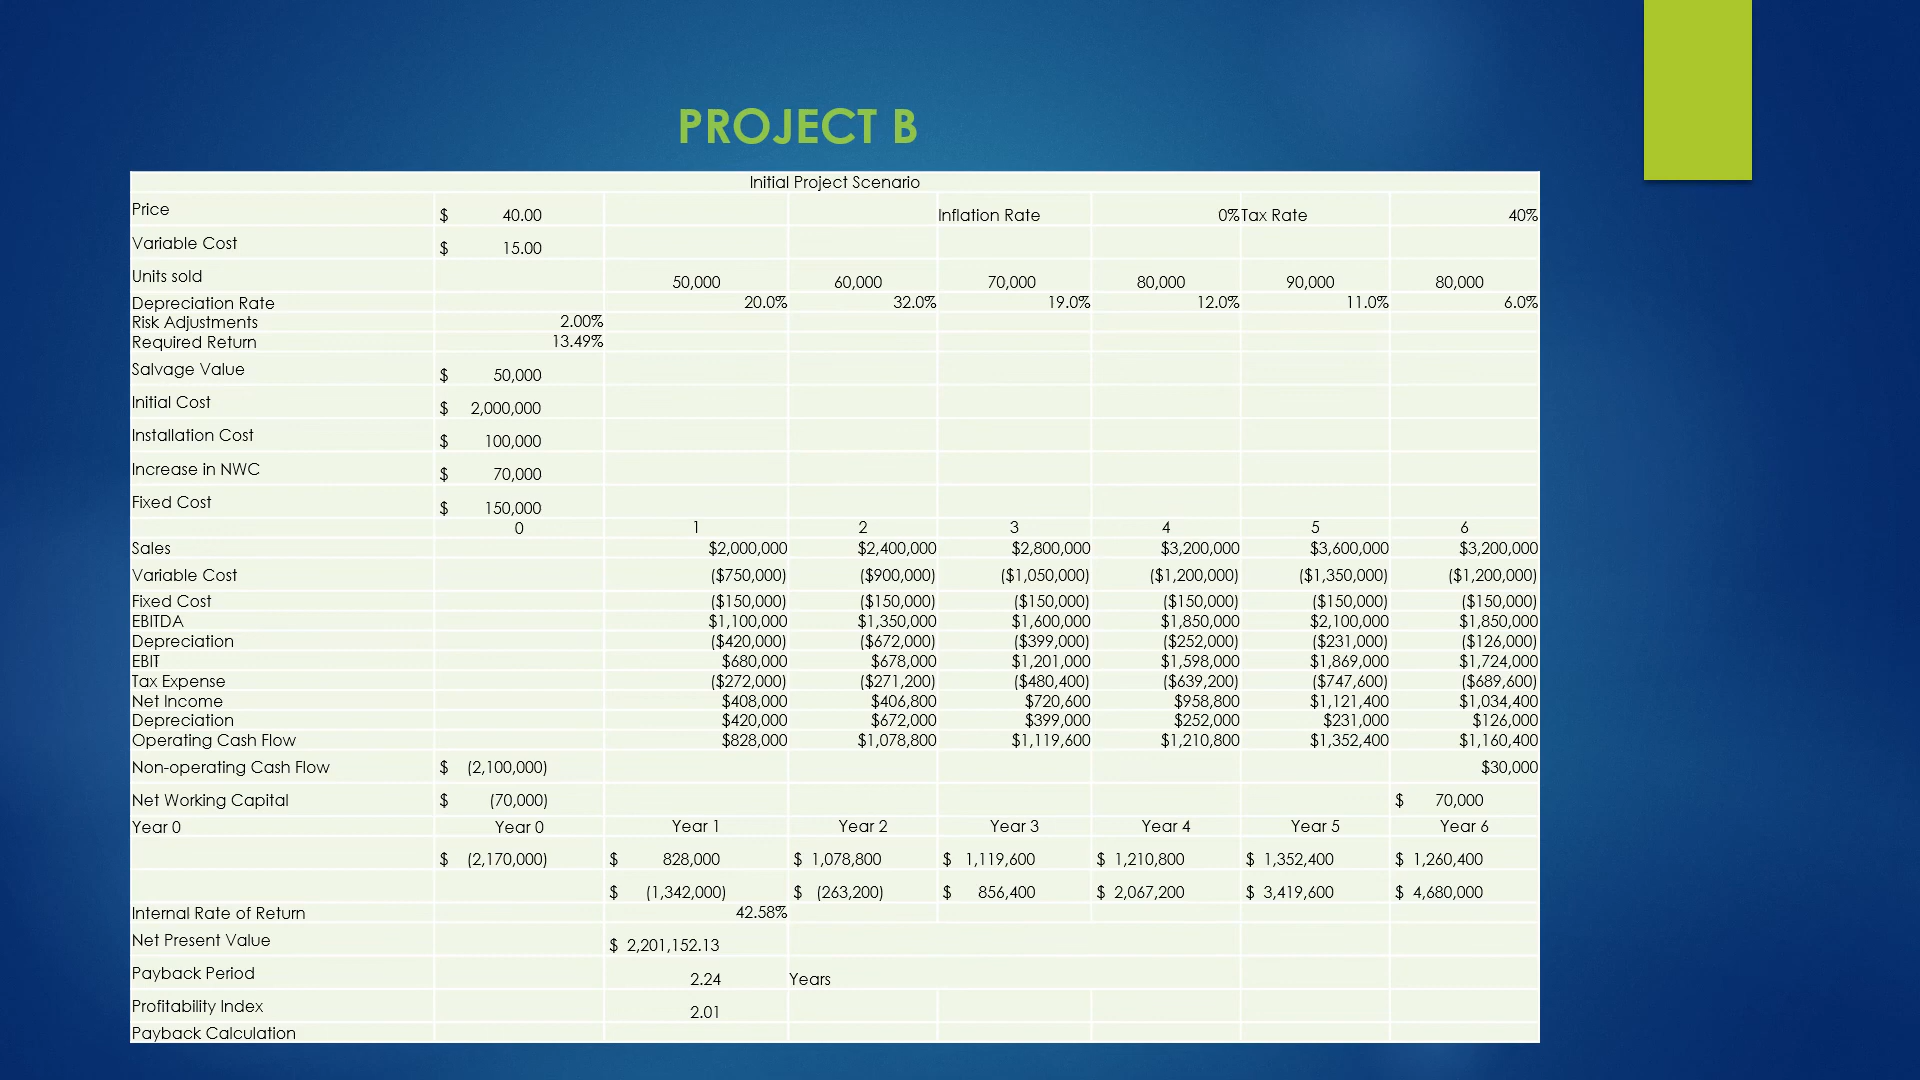 PROJECT B
Initial Project Scenario
Price $ 40.00 Inflation Rate 0% Tax Rate 40%
Variable Cost $ 15.00
Units sold 50,000 60,000 70,000 80,000 90,000 80,000
Depreciation Rate 20.0% 32.0% 19.0% 12.0% 11.0% 6.0%
Risk Adjustments 2.00%
Required Return 13.49%
Salvage Value $ 50,000
Initial Cost $ 2,000,000
Installation Cost $ 100,000
Increase in NWC $ 70,000
Fixed Cost $ 150,000
0 1 2 3 4 5 6
Sales $2,000,000 $2,400,000 $2,800,000 $3,200,000 $3,600,000 $3,200,000
Variable Cost ($750,000) ($900,000) ($1,050,000) ($1,200,000) ($1,350,000) ($1,200,000)
Fixed Cost ($150,000) ($150,000) ($150,000) ($150,000) ($150,000) ($150,000)
EBITDA $1,100,000 $1,350,000 $1,600,000 $1,850,000 $2,100,000 $1,850,000
Depreciation ($420,000) ($672,000) ($399,000) ($252,000) ($231,000) ($126,000)
EBIT $680,000 $678,000 $1,201,000 $1,598,000 $1,869,000 $1,724,000
Tax Expense ($272,000) ($271,200) ($480,400) ($639,200) ($747,600) ($689,600)
Net Income $408,000 $406,800 $720,600 $958,800 $1,121,400 $1,034,400
Depreciation $420,000 $672,000 $399,000 $252,000 $231,000 $126,000
Operating Cash Flow $828,000 $1,078,800 $1,119,600 $1,210,800 $1,352,400 $1,160,400
Non-operating Cash Flow $ (2,100,000) $30,000
Net Working Capital $ (70,000) $ 70,000
Year 0 Year 0 Year 1 Year 2 Year 3 Year 4 Year 5 Year 6
$ (2,170,000) $ 828,000 $ 1,078,800 $ 1,119,600 $ 1,210,800 $ 1,352,400 $ 1,260,400
$ (1,342,000) $ (263,200) $ 856,400 $ 2,067,200 $ 3,419,600 $ 4,680,000
Internal Rate of Return 42.58%
Net Present Value $ 2,201,152.13
Payback Period 2.24 Years
Profitability Index 2.01
Payback Calculation